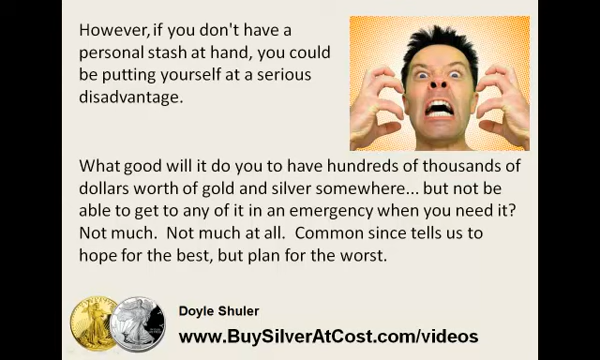 However, if you don't have a
personal stash at hand, you could
be putting yourself at a serious
disadvantage.
What good will it do you to have hundreds of thousands of
dollars worth of gold and silver somewhere... but not be
able to get to any of it in an emergency when you need it?
Not much.  Not much at all.  Common since tells us to
hope for the best, but plan for the worst.
Doyle Shuler
www.BuySilverAtCost.com/videos